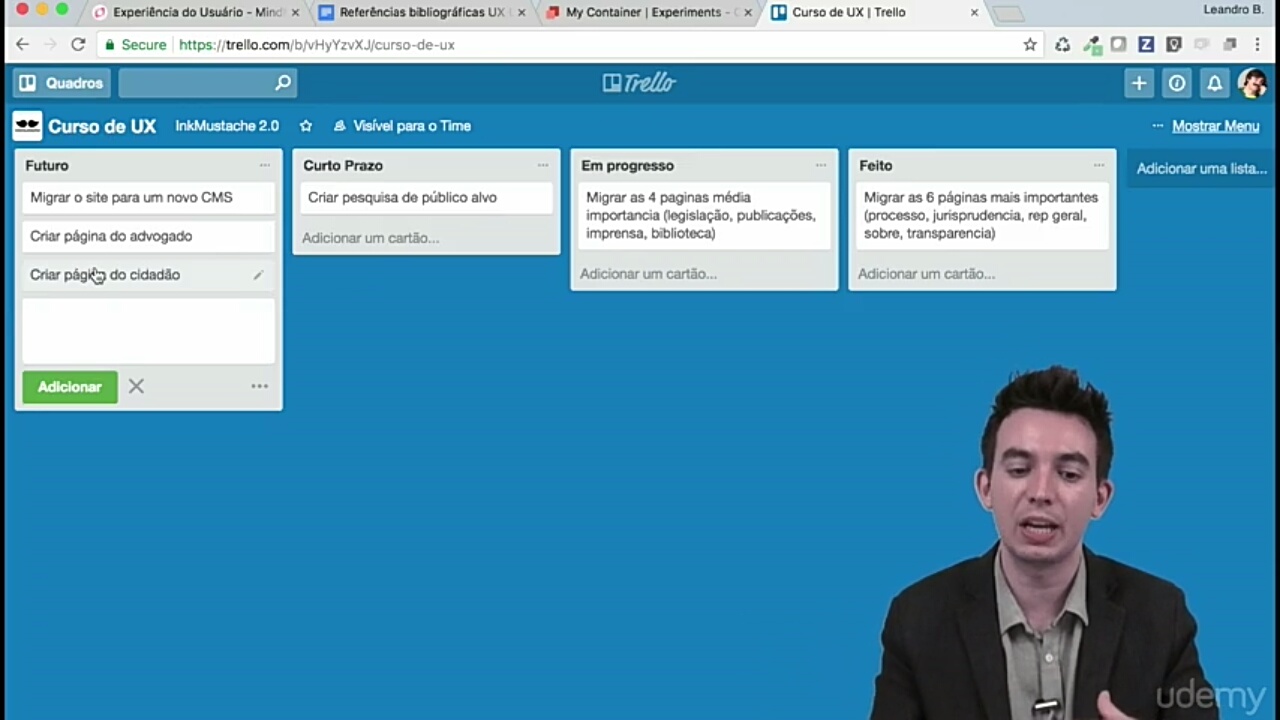 Experiência do Usuário - Mind
Referências bibliográficas UX
My Container | Experiments -
Curso de UX | Trello
Leandro B.
Secure
https://trello.com/b/vHyYzvXJ/curso-de-ux
Quadros
Trello
Curso de UX
InkMustache 2.0
Visível para o Time
... Mostrar Menu
Futuro
Migrar o site para um novo CMS
Criar página do advogado
Criar página do cidadão
Adicionar
Curto Prazo
Criar pesquisa de público alvo
Adicionar um cartão...
Em progresso
Migrar as 4 paginas média
importancia (legislação, publicações,
imprensa, biblioteca)
Adicionar um cartão...
Feito
Migrar as 6 páginas mais importantes
(processo, jurisprudencia, rep geral,
sobre, transparencia)
Adicionar um cartão...
Adicionar uma lista...
udemy